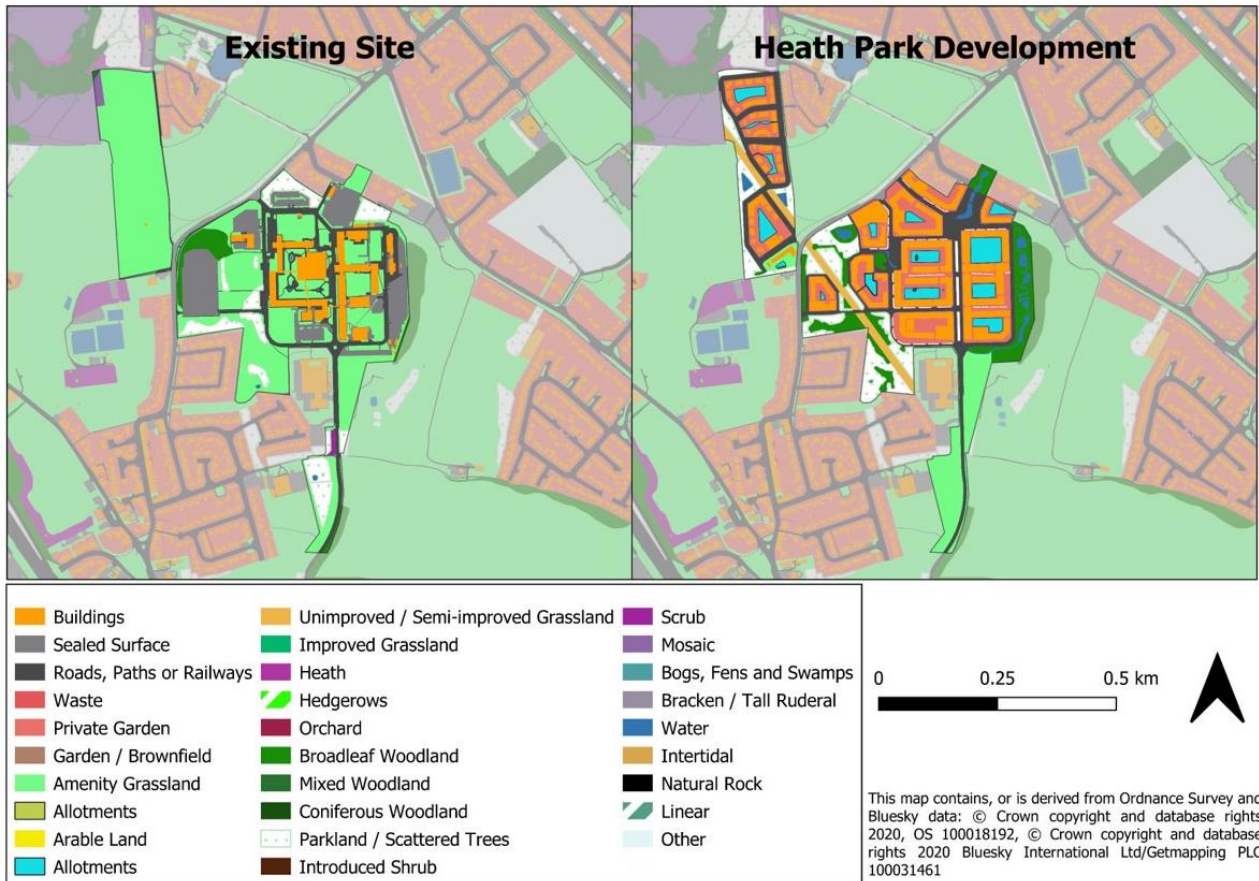 Existing Site
Heath Park Development
Buildings
Sealed Surface
Roads, Paths or Railways
Waste
Private Garden
Garden / Brownfield
Amenity Grassland
Allotments
Arable Land
Allotments
Unimproved / Semi-improved Grassland
Improved Grassland
Heath
Hedgerows
Orchard
Broadleaf Woodland
Mixed Woodland
Coniferous Woodland
Parkland / Scattered Trees
Introduced Shrub
Scrub
Mosaic
Bogs, Fens and Swamps
Bracken / Tall Ruderal
Water
Intertidal
Natural Rock
Linear
Other
0 0.25 0.5 km
This map contains, or is derived from Ordnance Survey and
Bluesky data: © Crown copyright and database rights
2020, OS 100018192, © Crown copyright and database
rights 2020 Bluesky International Ltd/Getmapping PLC
100031461